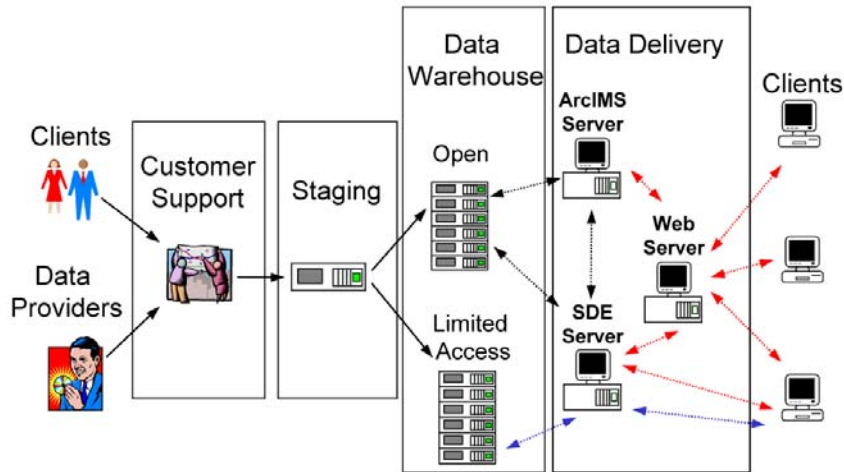 Clients
Data
Providers
Customer
Support
Staging
Data
Warehouse
Open
Limited
Access
Data Delivery
ArcIMS
Server
Web
Server
SDE
Server
Clients